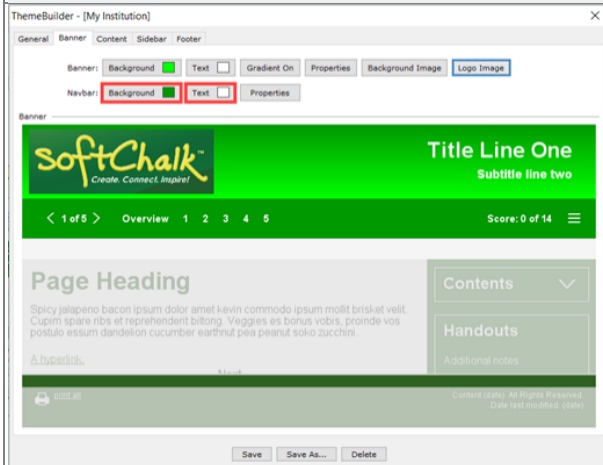 ThemeBuilder - [My Institution]
General Banner Content Sidebar Footer
Banner: Background Text Gradient On Properties Background Image Logo Image
Navbar: Background Text Properties
Banner
SoftChalk™
Create. Connect. Inspire!
Title Line One
Subtitle line two
< 1 of 5 > Overview 1 2 3 4 5 Score: 0 of 14
Page Heading
Spicy jalapeno bacon ipsum dolor amet kevin commodo ipsum mollit brisket velit.
Cupim spare ribs et reprehenderit biltong. Veggies es bonus vobis, proinde vos
postulo essum dandelion cucumber earthnut pea peanut soko zucchini.
A hyperlink.
Next
Contents
Handouts
Additional notes
print all
Content (date). All Rights Reserved.
Date last modified: (date)
Save Save As... Delete